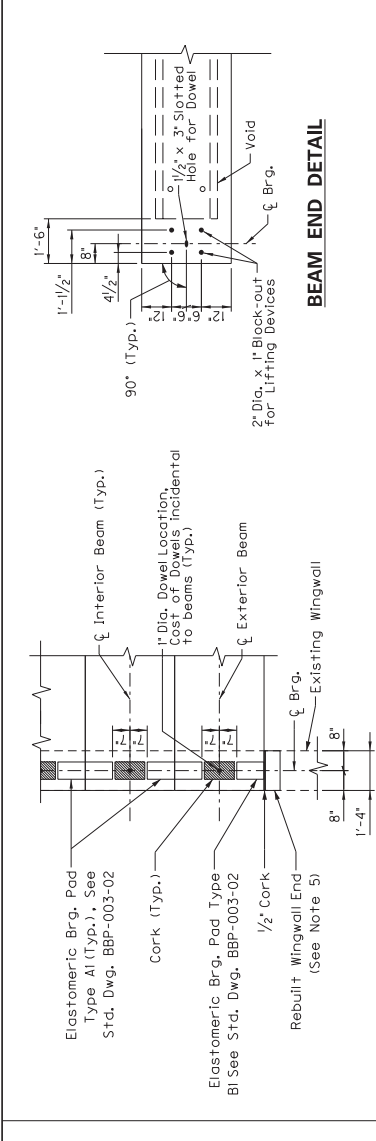 Elastomeric Brg. Pad
Type A1 (Typ.), See
Std. Dwg. BBP-003-02
Cork (Typ.)
Elastomeric Brg. Pad Type
B1 See Std. Dwg. BBP-003-02
1/2" Cork
Rebuilt Wingwall End
(See Note 5)
7" 7"
7" 7"
℄ Interior Beam (Typ.)
1" Dia. Dowel Location,
Cost of Dowels incidental
to beams (Typ.)
℄ Exterior Beam
℄ Brg.
Existing Wingwall
8" 8"
1'-4"
1'-6"
1'-1 1/2"
8"
4 1/2"
90° (Typ.)
12" 6" 6" 12"
1 1/2" x 3" Slotted
Hole for Dowel
Void
℄ Brg.
2" Dia. x 1" Block-out
for Lifting Devices
BEAM END DETAIL